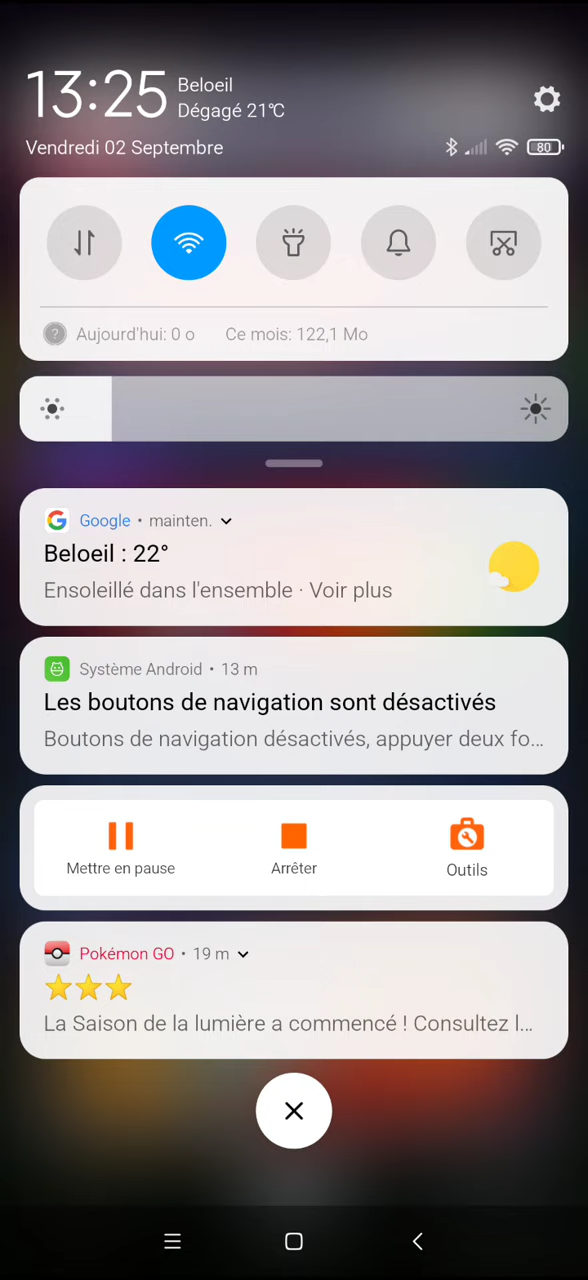 13:25
Beloeil
Dégagé 21℃
Vendredi 02 Septembre
80
Aujourd'hui: 0 o Ce mois: 122,1 Mo
Google • mainten.
Beloeil : 22°
Ensoleillé dans l'ensemble · Voir plus
Système Android • 13 m
Les boutons de navigation sont désactivés
Boutons de navigation désactivés, appuyer deux fo...
Mettre en pause Arrêter Outils
Pokémon GO • 19 m
⭐⭐⭐
La Saison de la lumière a commencé ! Consultez l...